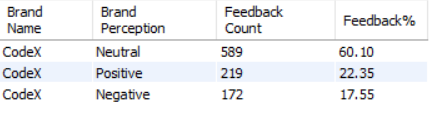 Brand Name Brand Perception Feedback Count Feedback%
CodeX Neutral 589 60.10
CodeX Positive 219 22.35
CodeX Negative 172 17.55